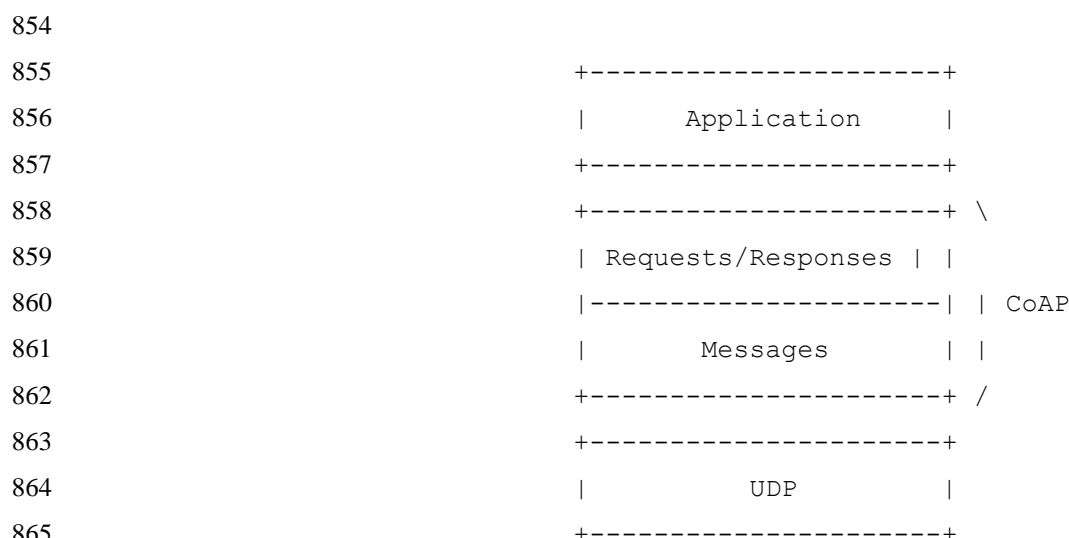 854
855 +----------------------+
856 |      Application     |
857 +----------------------+
858 +----------------------+ \
859 | Requests/Responses | |
860 |----------------------| | CoAP
861 |       Messages       | |
862 +----------------------+ /
863 +----------------------+
864 |          UDP         |
865 +----------------------+